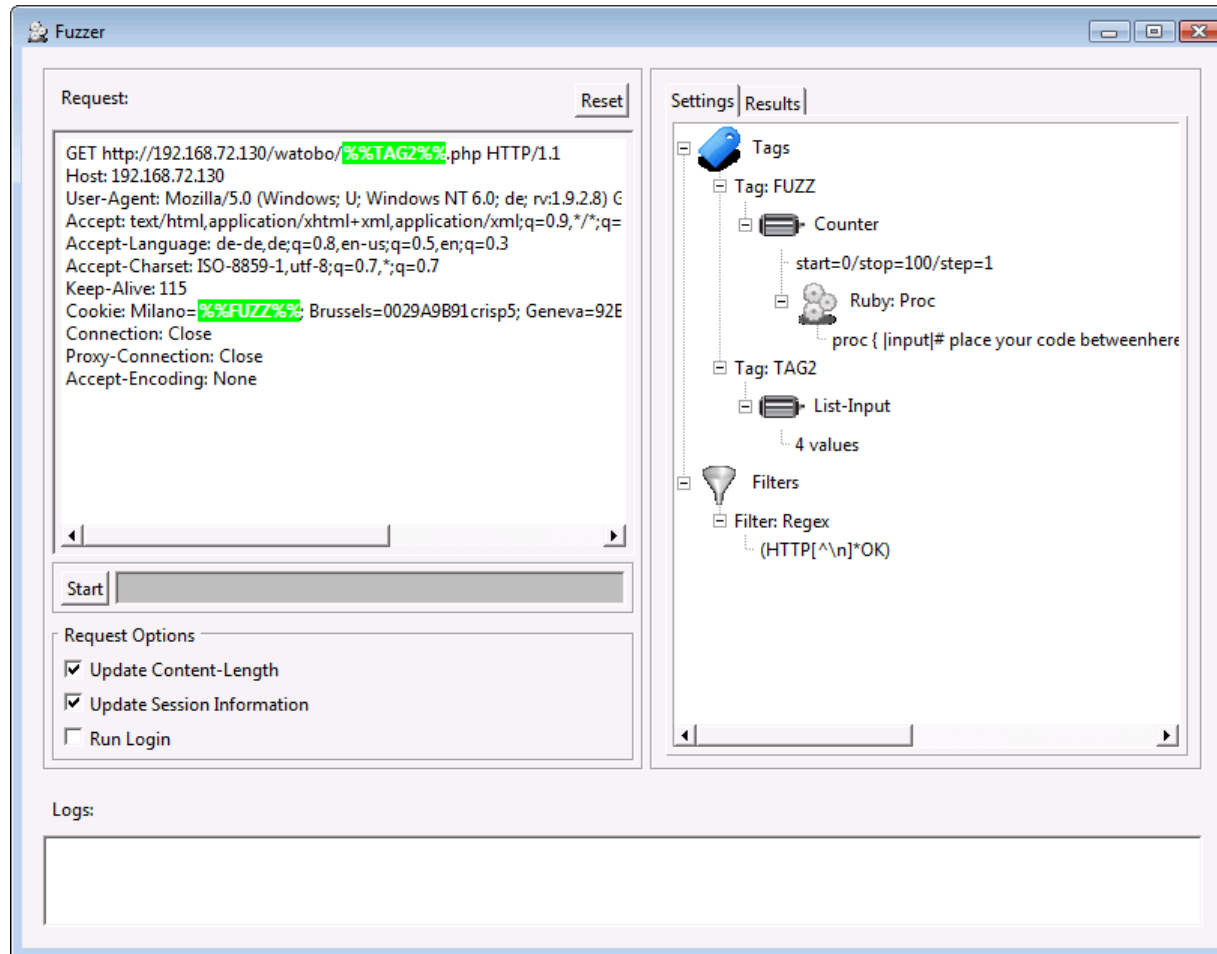 Fuzzer
Request:
Reset
GET http://192.168.72.130/watobo/%%TAG2%%.php HTTP/1.1
Host: 192.168.72.130
User-Agent: Mozilla/5.0 (Windows; U; Windows NT 6.0; de; rv:1.9.2.8) G
Accept: text/html,application/xhtml+xml,application/xml;q=0.9,*/*;q=
Accept-Language: de-de,de;q=0.8,en-us;q=0.5,en;q=0.3
Accept-Charset: ISO-8859-1,utf-8;q=0.7,*;q=0.7
Keep-Alive: 115
Cookie: Milano=%%FUZZ%%; Brussels=0029A9B91crisp5; Geneva=92E
Connection: Close
Proxy-Connection: Close
Accept-Encoding: None
Start
Request Options
Update Content-Length
Update Session Information
Run Login
Settings
Results
Tags
Tag: FUZZ
Counter
start=0/stop=100/step=1
Ruby: Proc
proc { |input|# place your code betweenhere
Tag: TAG2
List-Input
4 values
Filters
Filter: Regex
(HTTP[^\n]*OK)
Logs: